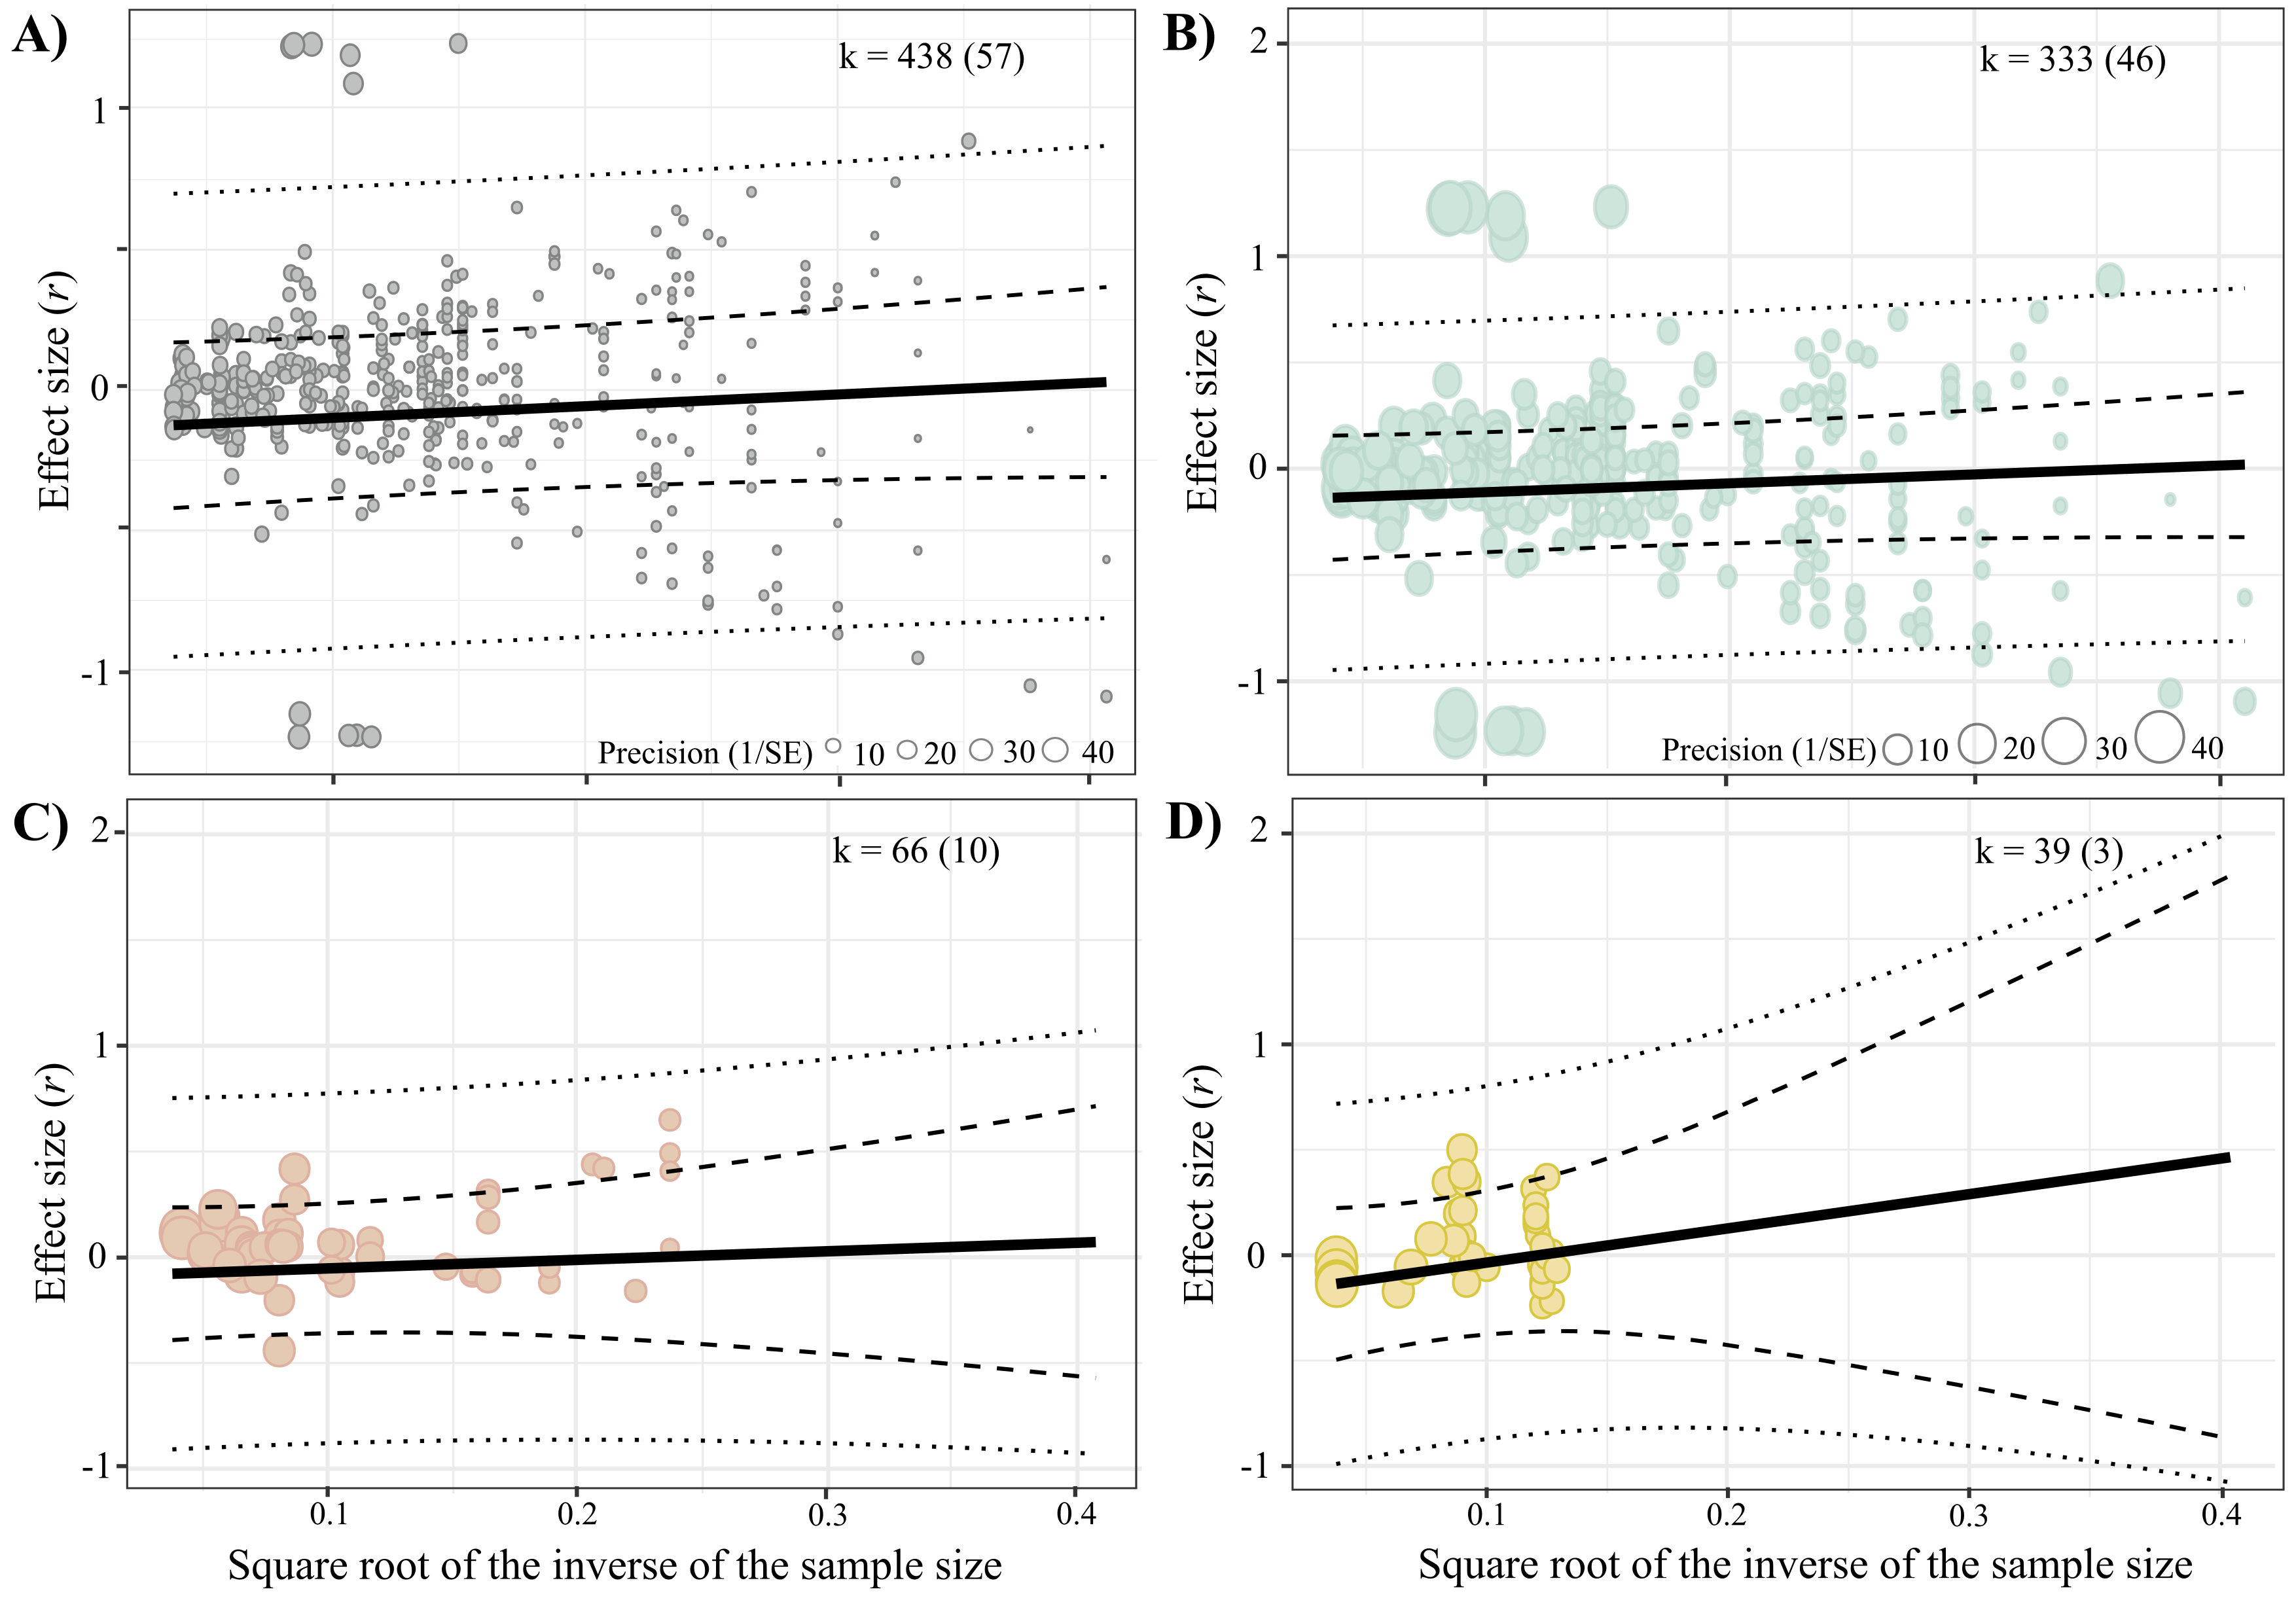 A)
k = 438 (57)
1
0
-1
Effect size (r)
Precision (1/SE) 10 20 30 40
B)
k = 333 (46)
2
1
0
-1
Effect size (r)
Precision (1/SE) 10 20 30 40
C)
k = 66 (10)
2
1
0
-1
Effect size (r)
0.1 0.2 0.3 0.4
Square root of the inverse of the sample size
D)
k = 39 (3)
2
1
0
-1
Effect size (r)
0.1 0.2 0.3 0.4
Square root of the inverse of the sample size